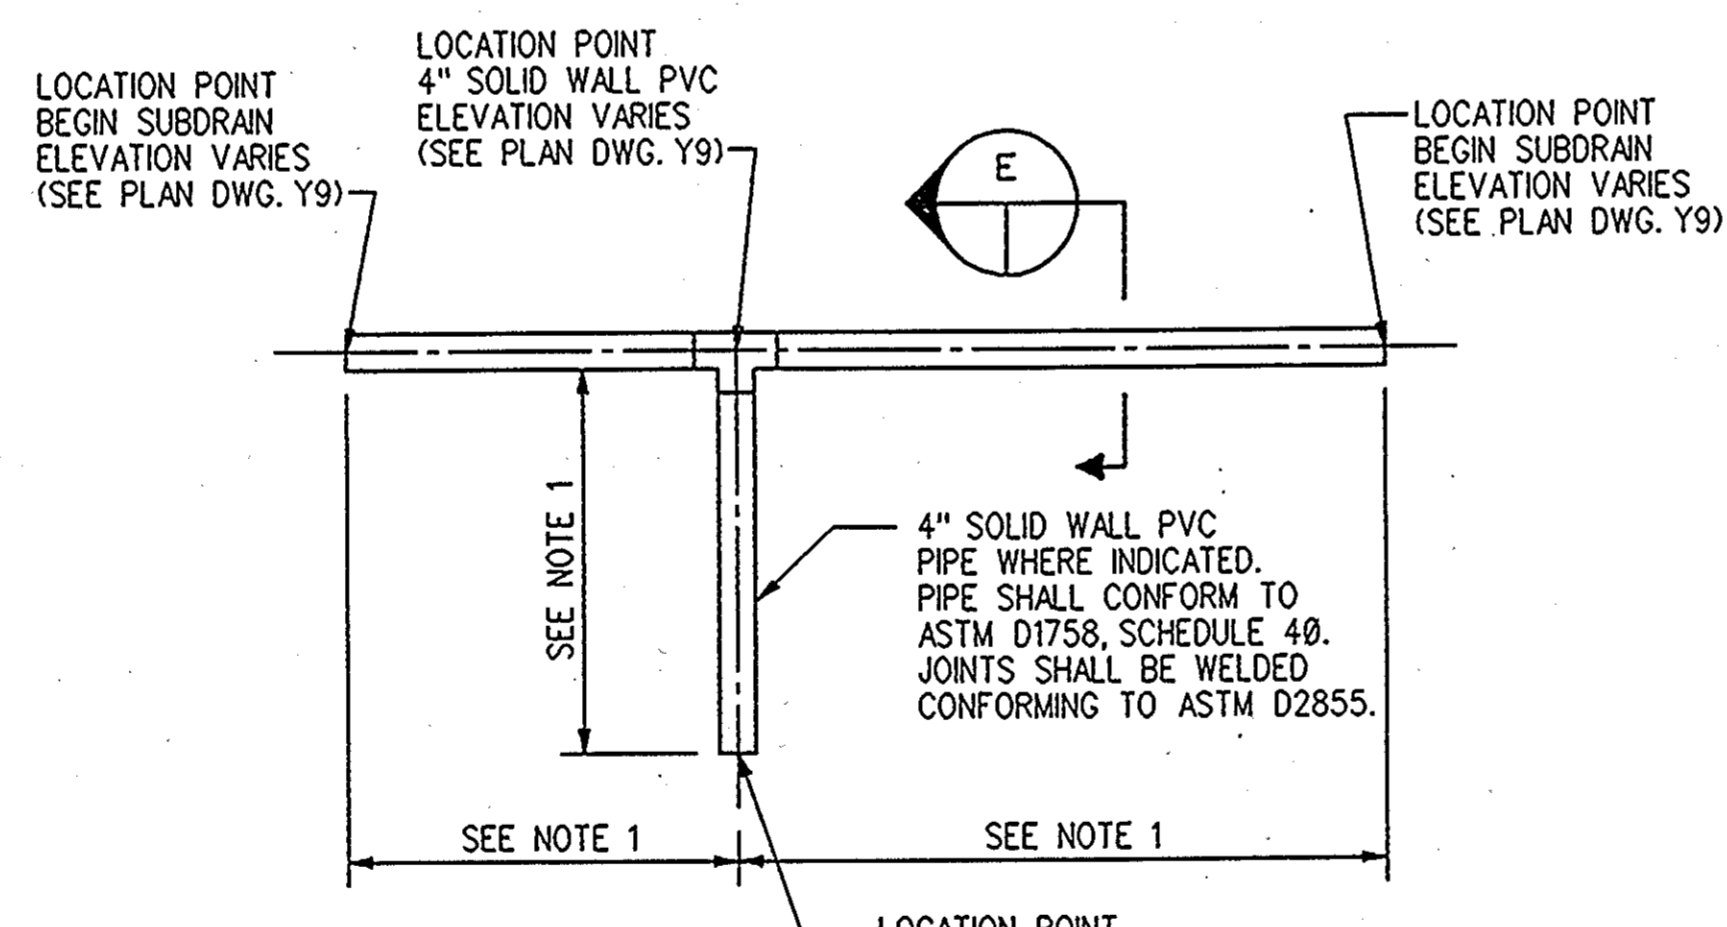 LOCATION POINT
BEGIN SUBDRAIN
ELEVATION VARIES
(SEE PLAN DWG. Y9)
LOCATION POINT
4" SOLID WALL PVC
ELEVATION VARIES
(SEE PLAN DWG. Y9)
E
LOCATION POINT
BEGIN SUBDRAIN
ELEVATION VARIES
(SEE PLAN DWG. Y9)
SEE NOTE 1
4" SOLID WALL PVC
PIPE WHERE INDICATED.
PIPE SHALL CONFORM TO
ASTM D1758, SCHEDULE 40.
JOINTS SHALL BE WELDED
CONFORMING TO ASTM D2855.
SEE NOTE 1
SEE NOTE 1
LOCATION POINT